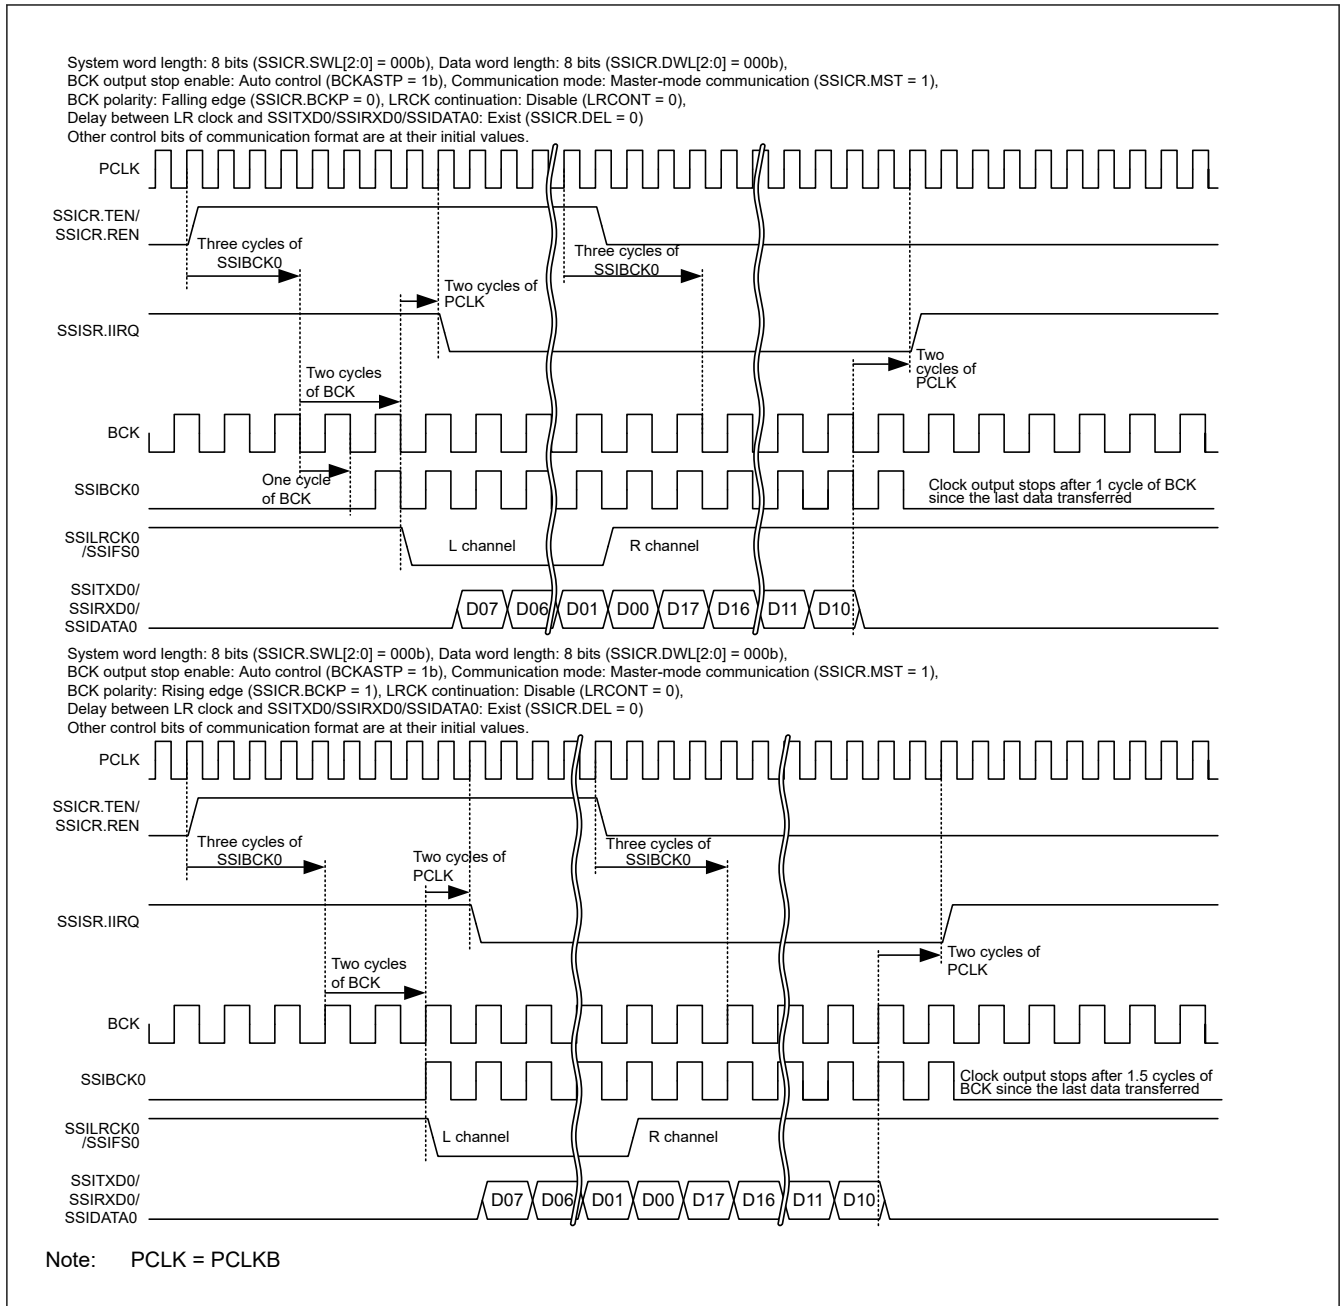 System word length: 8 bits (SSICR.SWL[2:0] = 000b), Data word length: 8 bits (SSICR.DWL[2:0] = 000b),
BCK output stop enable: Auto control (BCKASTP = 1b), Communication mode: Master-mode communication (SSICR.MST = 1),
BCK polarity: Falling edge (SSICR.BCKP = 0), LRCK continuation: Disable (LRCONT = 0),
Delay between LR clock and SSITXD0/SSIRXD0/SSIDATA0: Exist (SSICR.DEL = 0)
Other control bits of communication format are at their initial values.
PCLK
SSICR.TEN/
SSICR.REN
Three cycles of
SSIBCK0
Three cycles of
SSIBCK0
Two cycles of
PCLK
SSISR.IIRQ
Two
cycles of
PCLK
Two cycles
of BCK
BCK
One cycle
of BCK
SSIBCK0
Clock output stops after 1 cycle of BCK
since the last data transferred
SSILRCK0
/SSIFS0
L channel
R channel
SSITXD0/
SSIRXD0/
SSIDATA0
D07 D06 D01 D00 D17 D16 D11 D10
System word length: 8 bits (SSICR.SWL[2:0] = 000b), Data word length: 8 bits (SSICR.DWL[2:0] = 000b),
BCK output stop enable: Auto control (BCKASTP = 1b), Communication mode: Master-mode communication (SSICR.MST = 1),
BCK polarity: Rising edge (SSICR.BCKP = 1), LRCK continuation: Disable (LRCONT = 0),
Delay between LR clock and SSITXD0/SSIRXD0/SSIDATA0: Exist (SSICR.DEL = 0)
Other control bits of communication format are at their initial values.
PCLK
SSICR.TEN/
SSICR.REN
Three cycles of
SSIBCK0
Two cycles of
PCLK
Three cycles of
SSIBCK0
SSISR.IIRQ
Two cycles of
PCLK
Two cycles
of BCK
BCK
SSIBCK0
Clock output stops after 1.5 cycles of
BCK since the last data transferred
SSILRCK0
/SSIFS0
L channel
R channel
SSITXD0/
SSIRXD0/
SSIDATA0
D07 D06 D01 D00 D17 D16 D11 D10
Note: PCLK = PCLKB